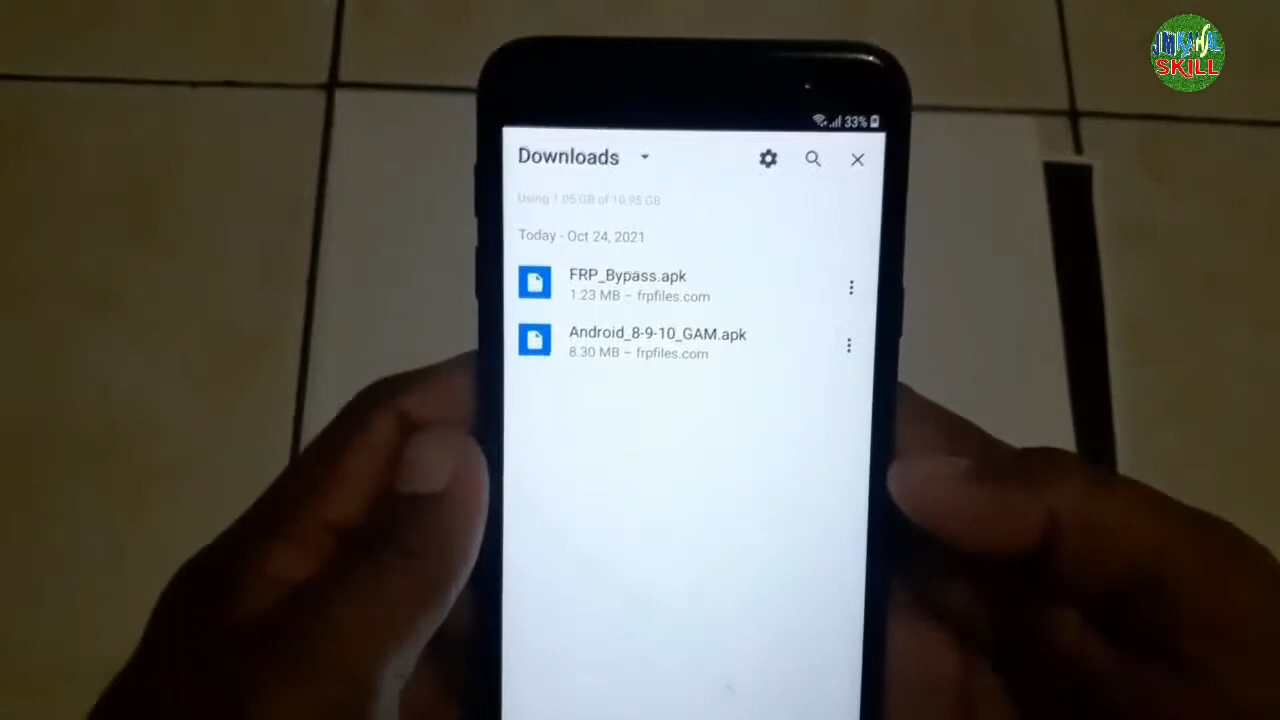 33%
Downloads
Using 1.05 GB of 10.95 GB
Today - Oct 24, 2021
FRP_Bypass.apk
1.23 MB – frpfiles.com
Android_8-9-10_GAM.apk
8.30 MB – frpfiles.com
SKILL